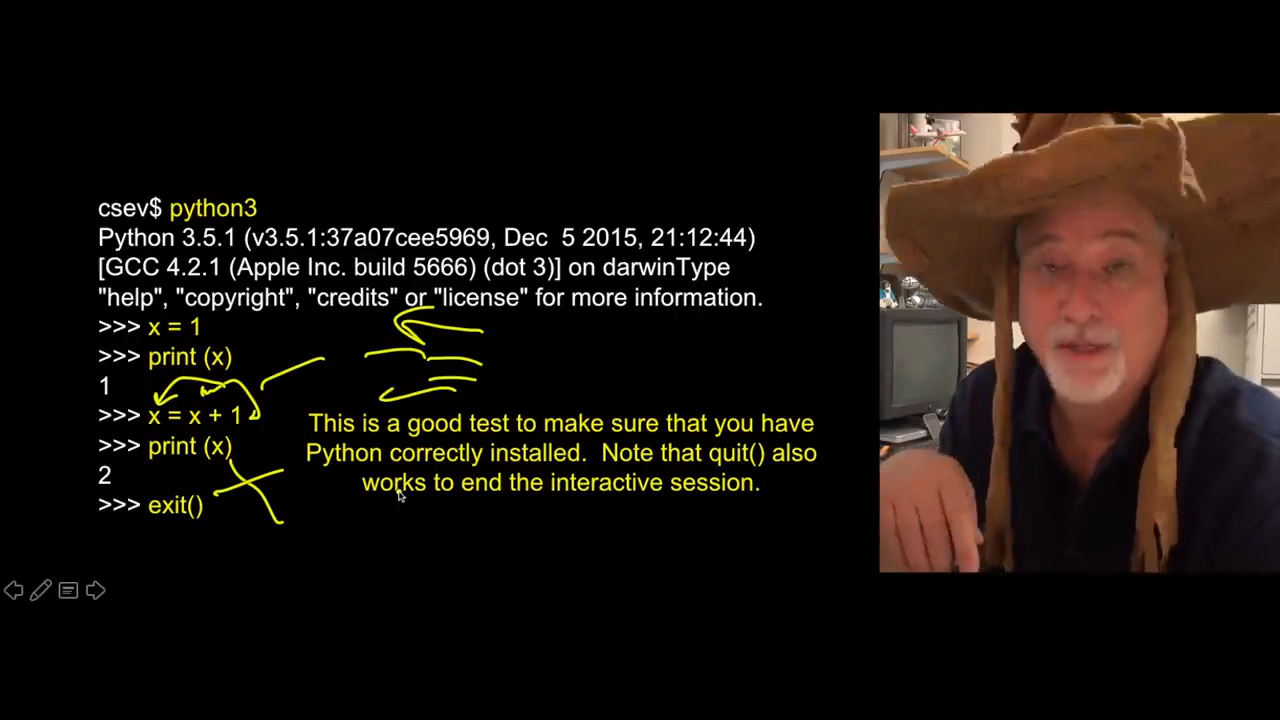 csev$ python3
Python 3.5.1 (v3.5.1:37a07cee5969, Dec  5 2015, 21:12:44)
[GCC 4.2.1 (Apple Inc. build 5666) (dot 3)] on darwinType
"help", "copyright", "credits" or "license" for more information.
>>> x = 1
>>> print (x)
1
>>> x = x + 1
>>> print (x)
2
>>> exit()
This is a good test to make sure that you have
Python correctly installed.  Note that quit() also
works to end the interactive session.